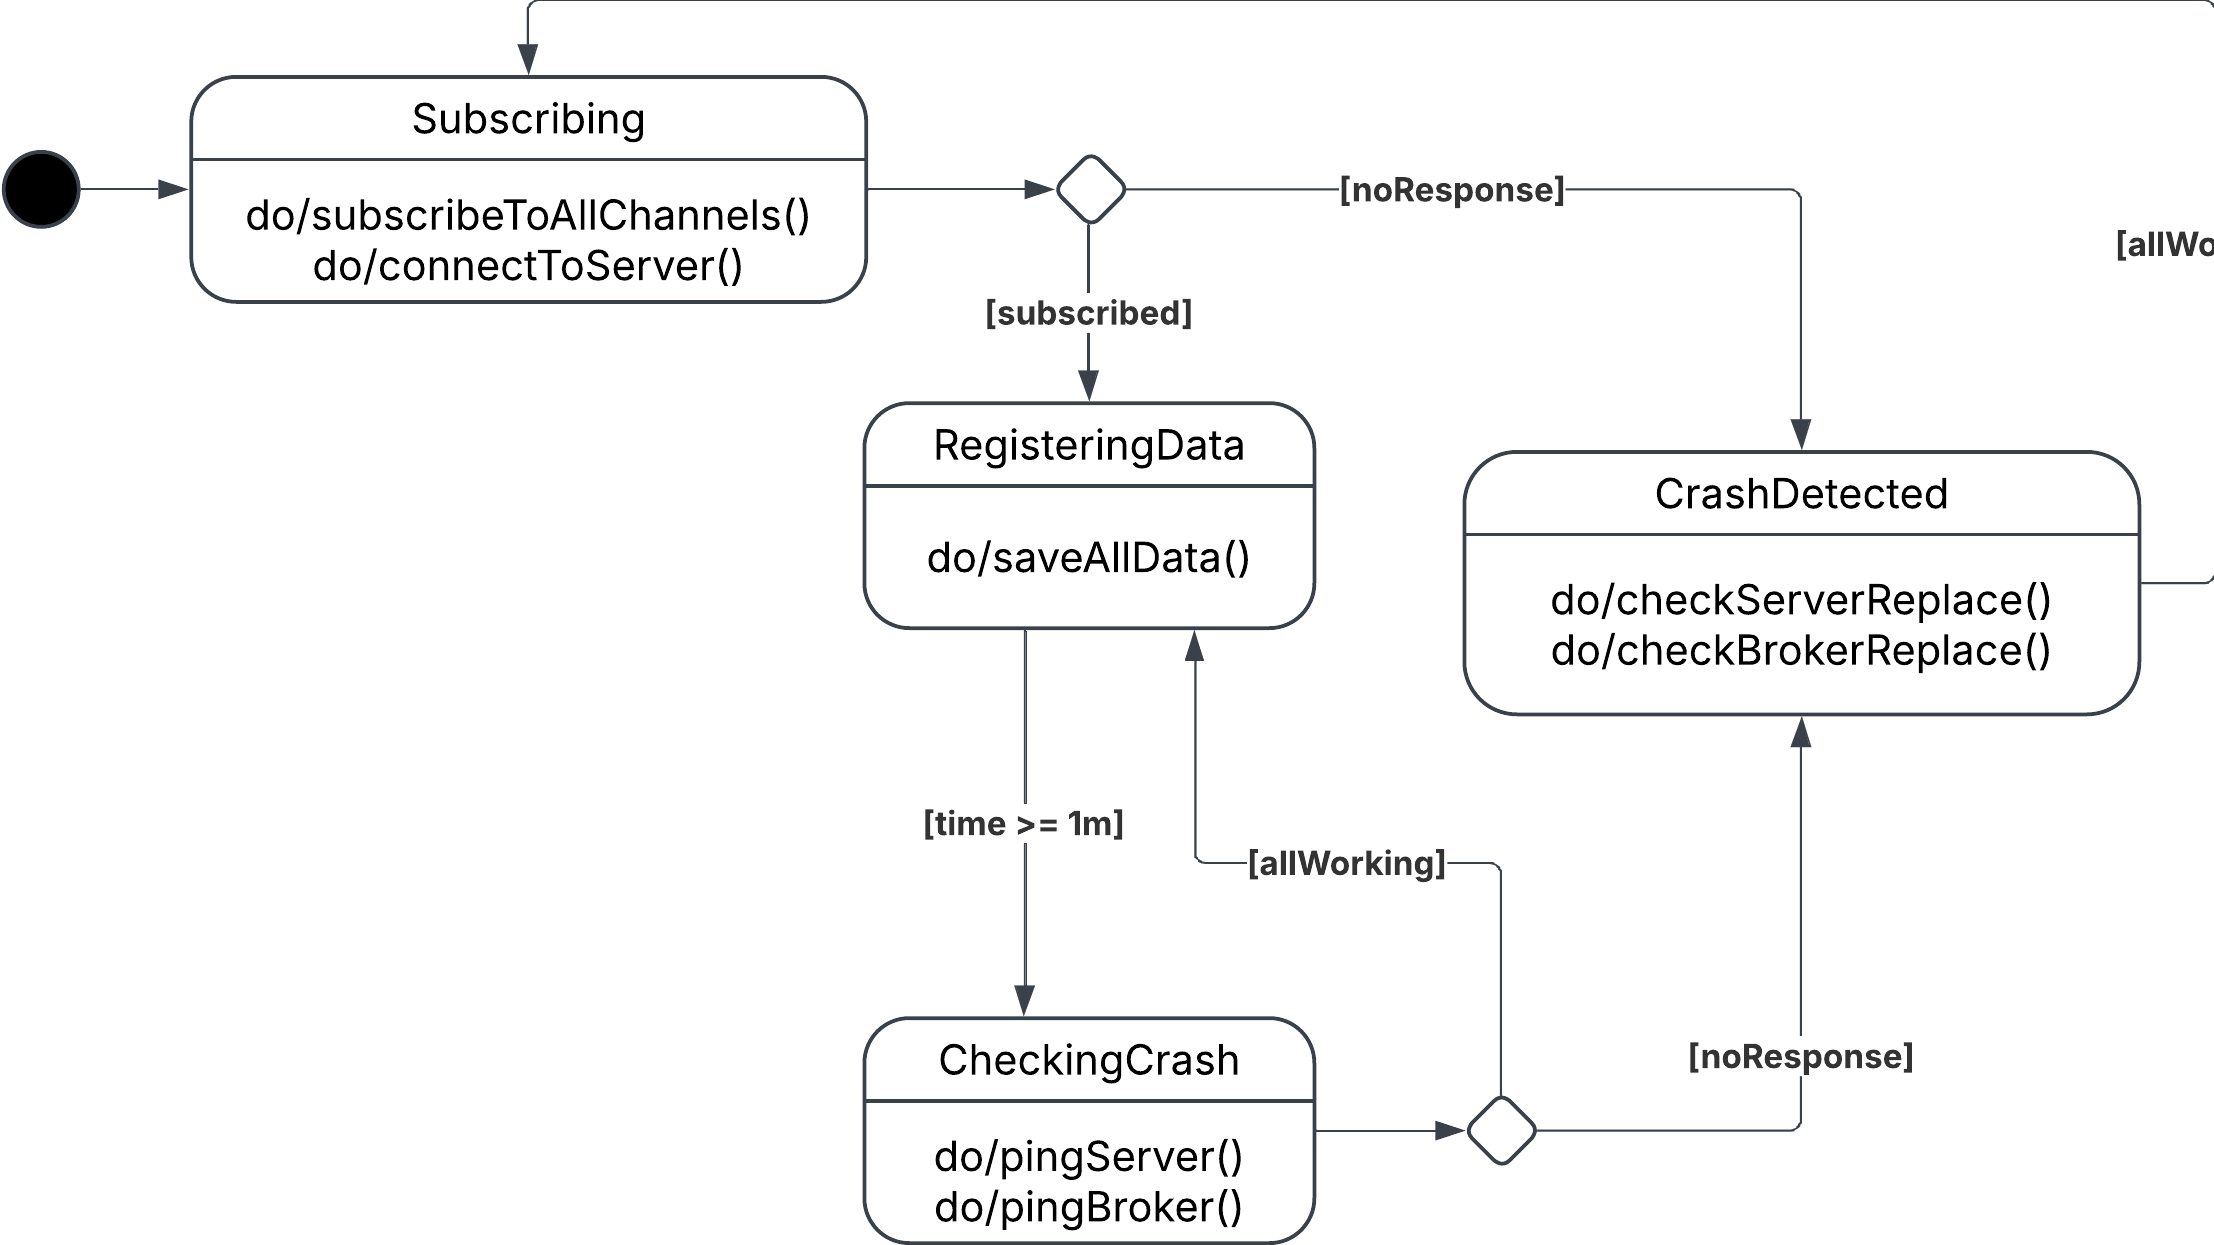 Subscribing
do/subscribeToAllChannels()
do/connectToServer()
[noResponse]
[allWo
[subscribed]
RegisteringData
do/saveAllData()
CrashDetected
do/checkServerReplace()
do/checkBrokerReplace()
[time >= 1m]
[allWorking]
[noResponse]
CheckingCrash
do/pingServer()
do/pingBroker()